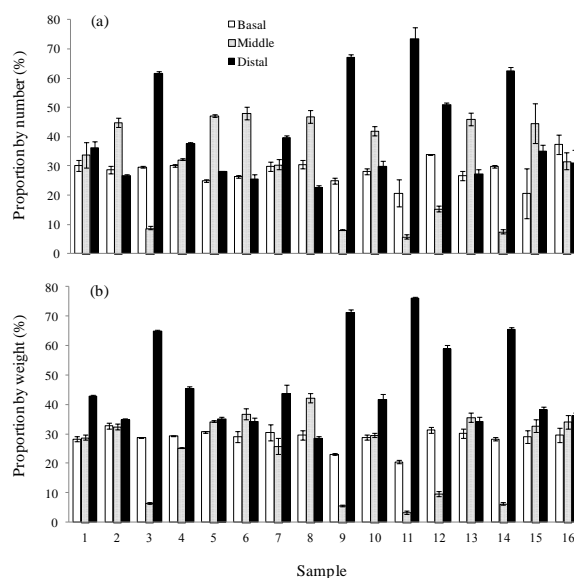 (a)
Basal
Middle
Distal
Proportion by number (%)
80
70
60
50
40
30
20
10
0
(b)
Proportion by weight (%)
80
70
60
50
40
30
20
10
0
1 2 3 4 5 6 7 8 9 10 11 12 13 14 15 16
Sample